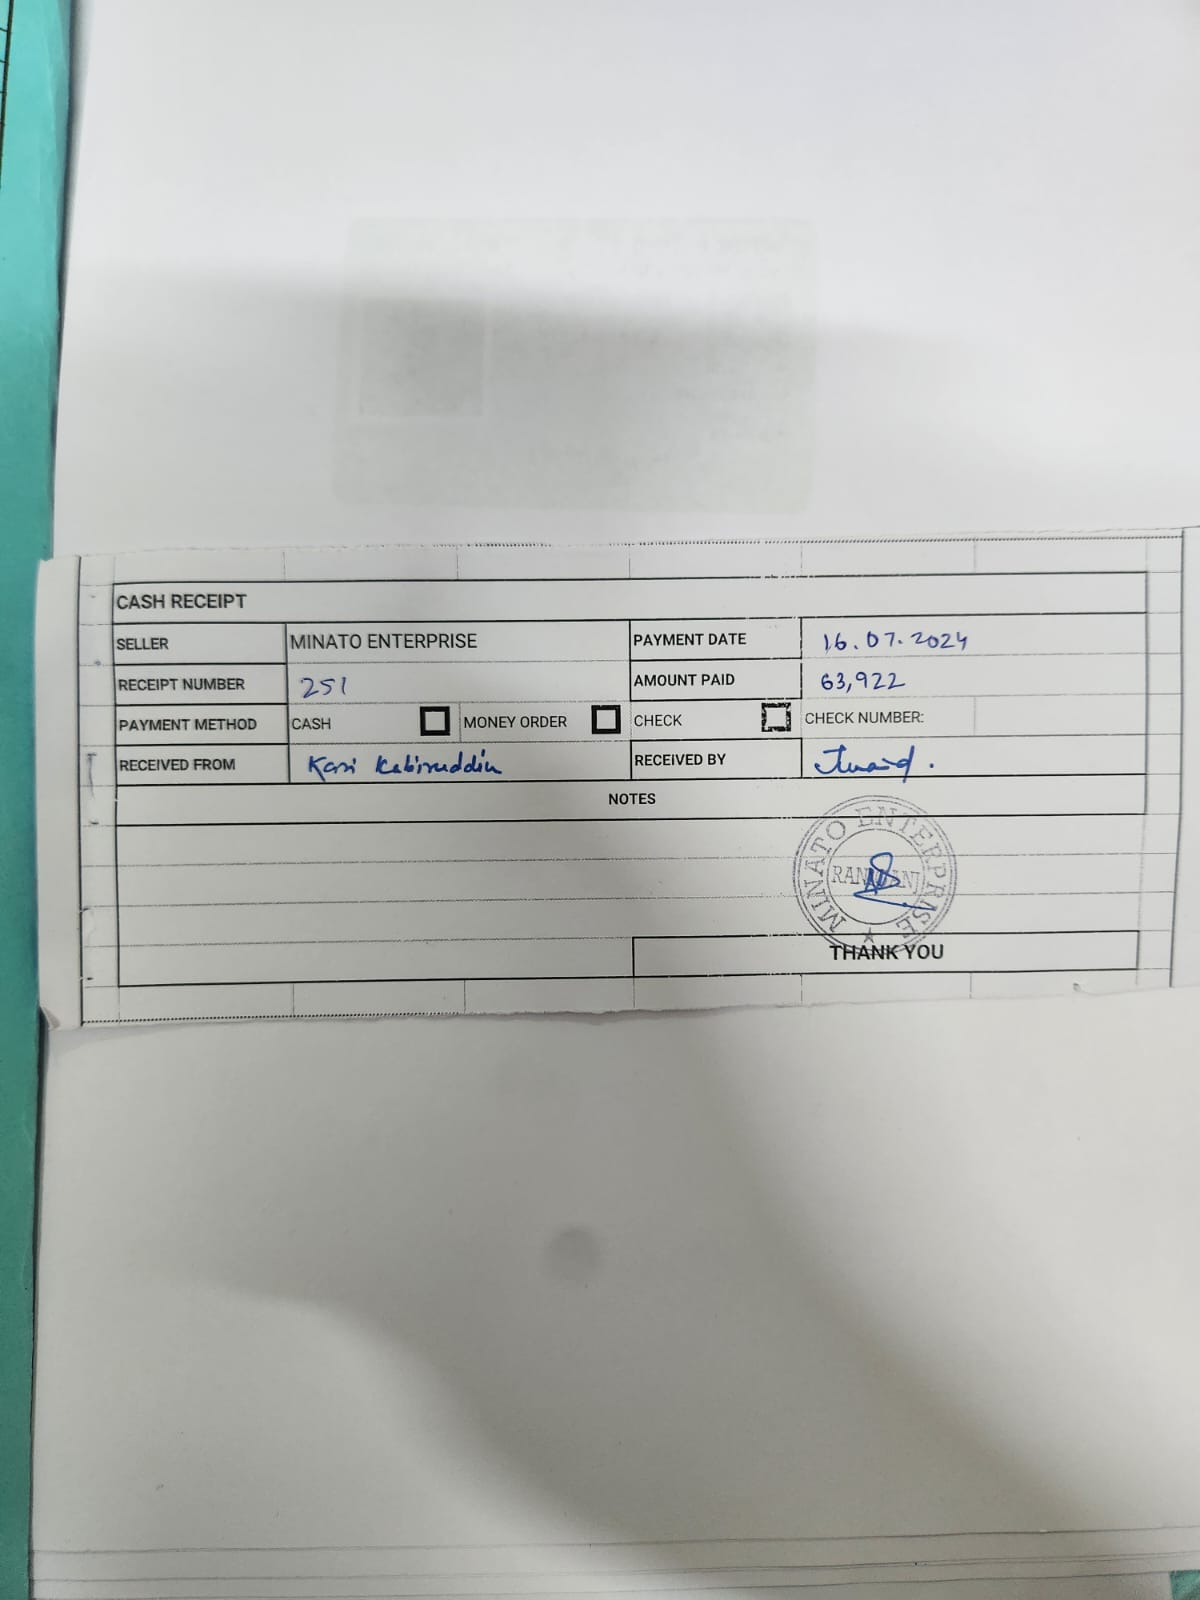 CASH RECEIPT
SELLER MINATO ENTERPRISE PAYMENT DATE 16.07.2024
RECEIPT NUMBER 251 AMOUNT PAID 63,922
PAYMENT METHOD CASH MONEY ORDER CHECK CHECK NUMBER:
RECEIVED FROM Kazi Kabiruddin RECEIVED BY
NOTES
MINATO ENTERPRISE
THANK YOU